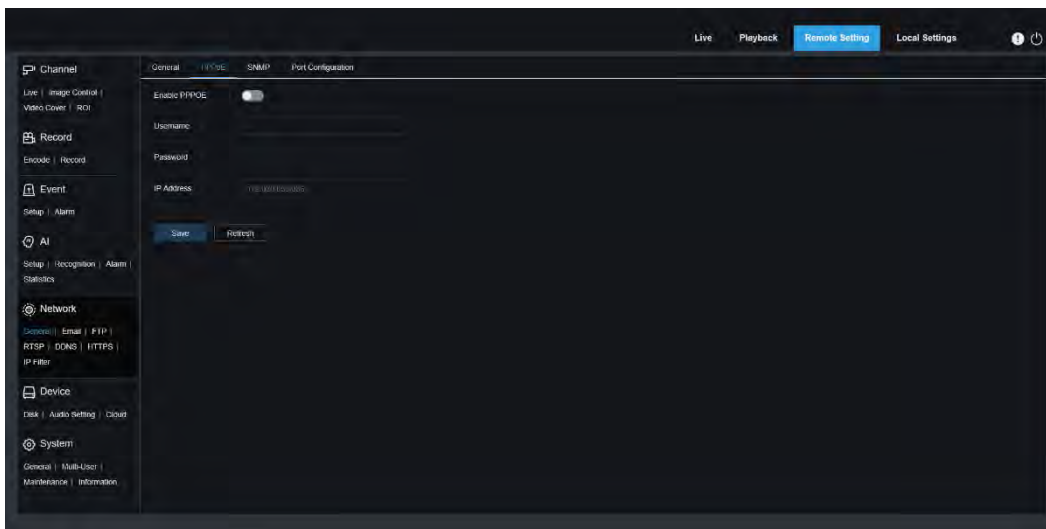 Live Playback Remote Setting Local Settings
Channel
Live | Image Control |
Video Cover | ROI
Record
Encode | Record
Event
Setup | Alarm
AI
Setup | Recognition | Alarm |
Statistics
Network
General | Email | FTP |
RTSP | DDNS | HTTPS |
IP Filter
Device
Disk | Audio Setting | Cloud
System
General | Multi-User |
Maintenance | Information
General PPPoE SNMP Port Configuration
Enable PPPOE
Username
Password
IP Address
Save Refresh